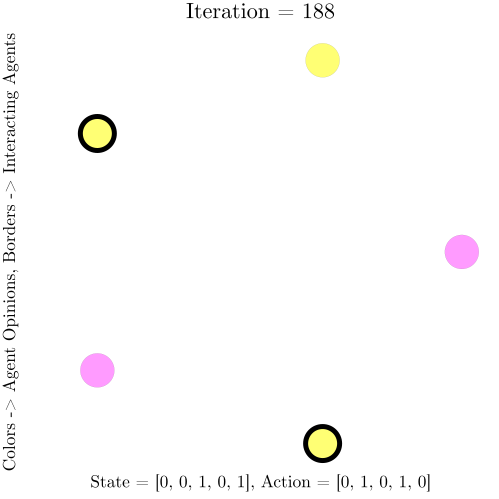 Iteration = 188
Colors -> Agent Opinions, Borders -> Interacting Agents
State = [0, 0, 1, 0, 1], Action = [0, 1, 0, 1, 0]